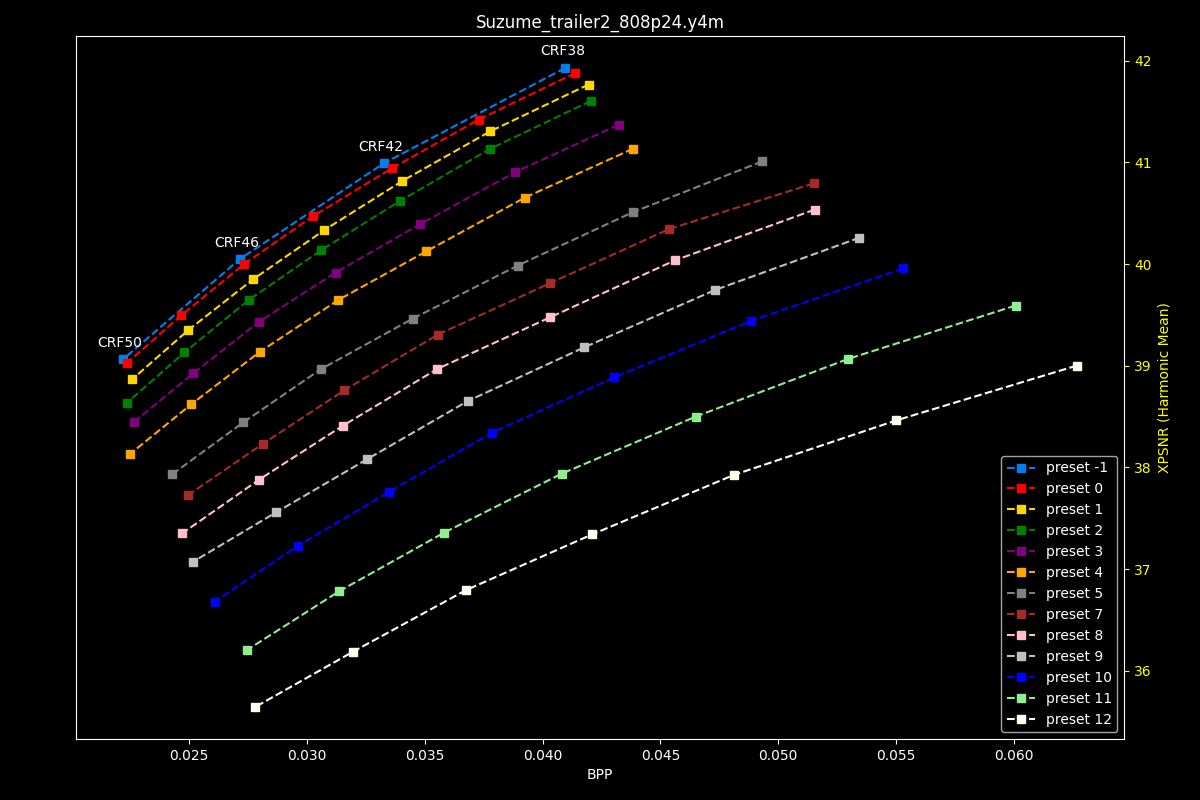 Suzume_trailer2_808p24.y4m
CRF38
CRF42
CRF46
CRF50
42
41
40
39
38
37
36
XPSNR (Harmonic Mean)
preset -1
preset 0
preset 1
preset 2
preset 3
preset 4
preset 5
preset 7
preset 8
preset 9
preset 10
preset 11
preset 12
0.025 0.030 0.035 0.040 0.045 0.050 0.055 0.060
BPP